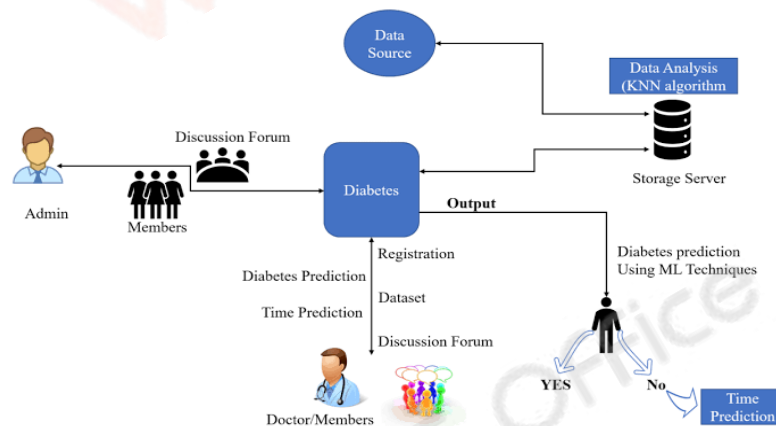 Data
Source
Data Analysis
(KNN algorithm
Storage Server
Discussion Forum
Admin
Members
Diabetes
Output
Registration
Diabetes Prediction
Dataset
Time Prediction
Discussion Forum
Doctor/Members
Diabetes prediction
Using ML Techniques
YES
No
Time
Prediction
Office